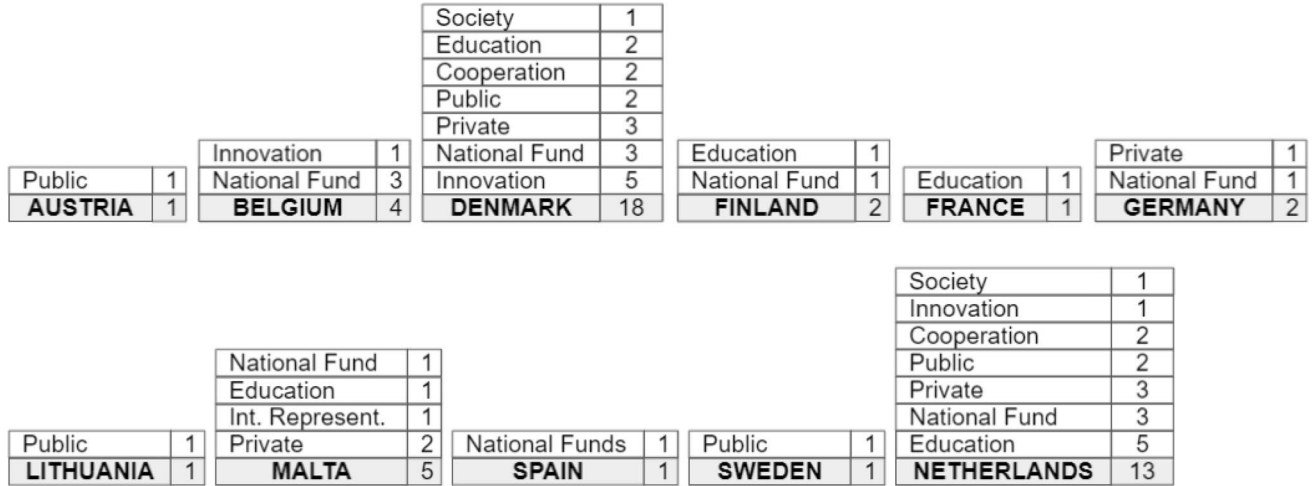 Public 1
AUSTRIA 1
Innovation 1
National Fund 3
BELGIUM 4
Society 1
Education 2
Cooperation 2
Public 2
Private 3
National Fund 3
Innovation 5
DENMARK 18
Education 1
National Fund 1
FINLAND 2
Education 1
FRANCE 1
Private 1
National Fund 1
GERMANY 2
Public 1
LITHUANIA 1
National Fund 1
Education 1
Int. Represent. 1
Private 2
MALTA 5
National Funds 1
SPAIN 1
Public 1
SWEDEN 1
Society 1
Innovation 1
Cooperation 2
Public 2
Private 3
National Fund 3
Education 5
NETHERLANDS 13